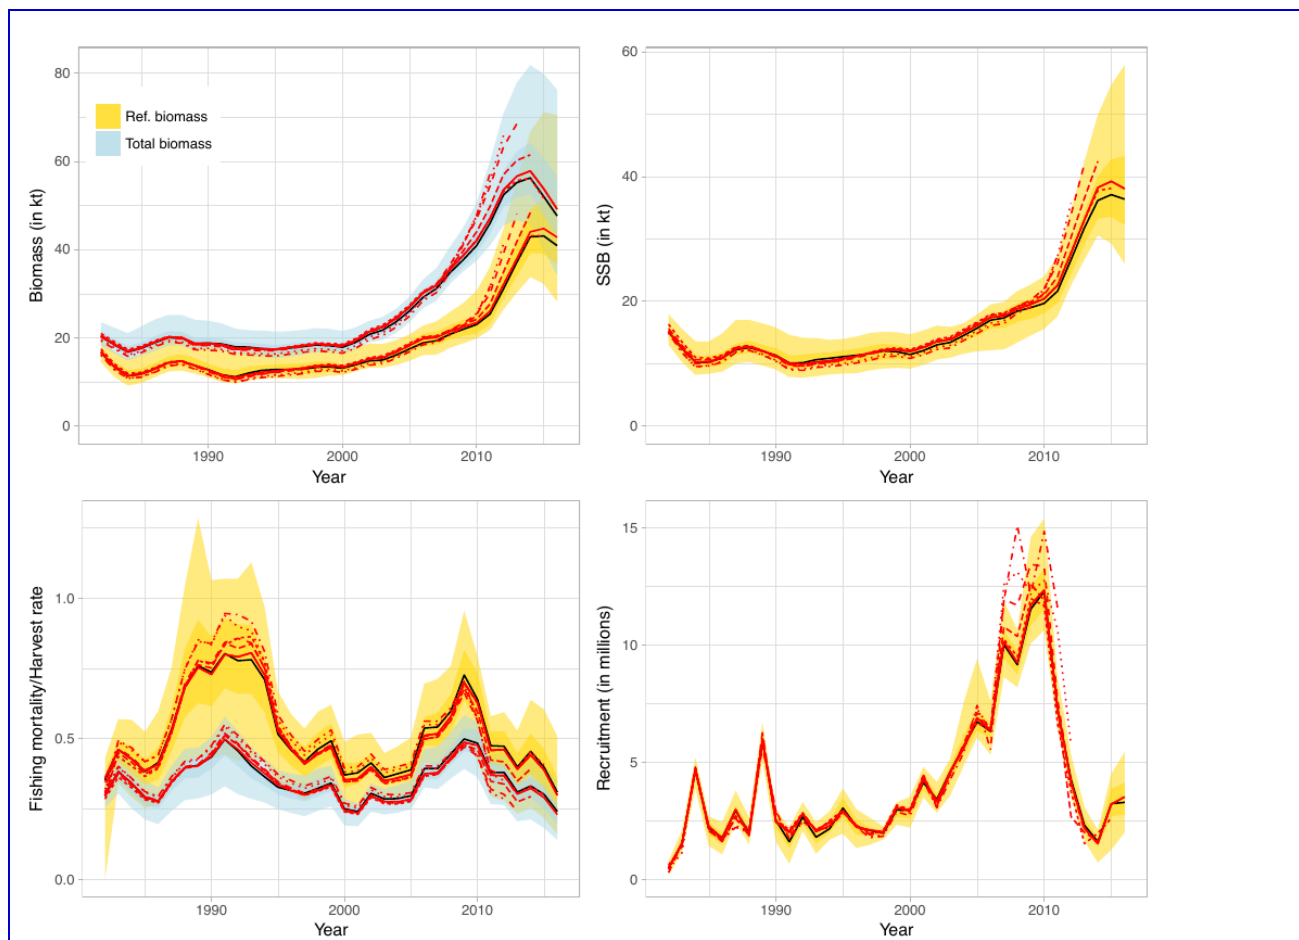 80
60
40
20
0
Biomass (in kt)
Ref. biomass
Total biomass
1990 2000 2010
Year
60
40
20
0
SSB (in kt)
1990 2000 2010
Year
1.0
0.5
0.0
Fishing mortality/Harvest rate
1990 2000 2010
Year
15
10
5
0
Recruitment (in millions)
1990 2000 2010
Year